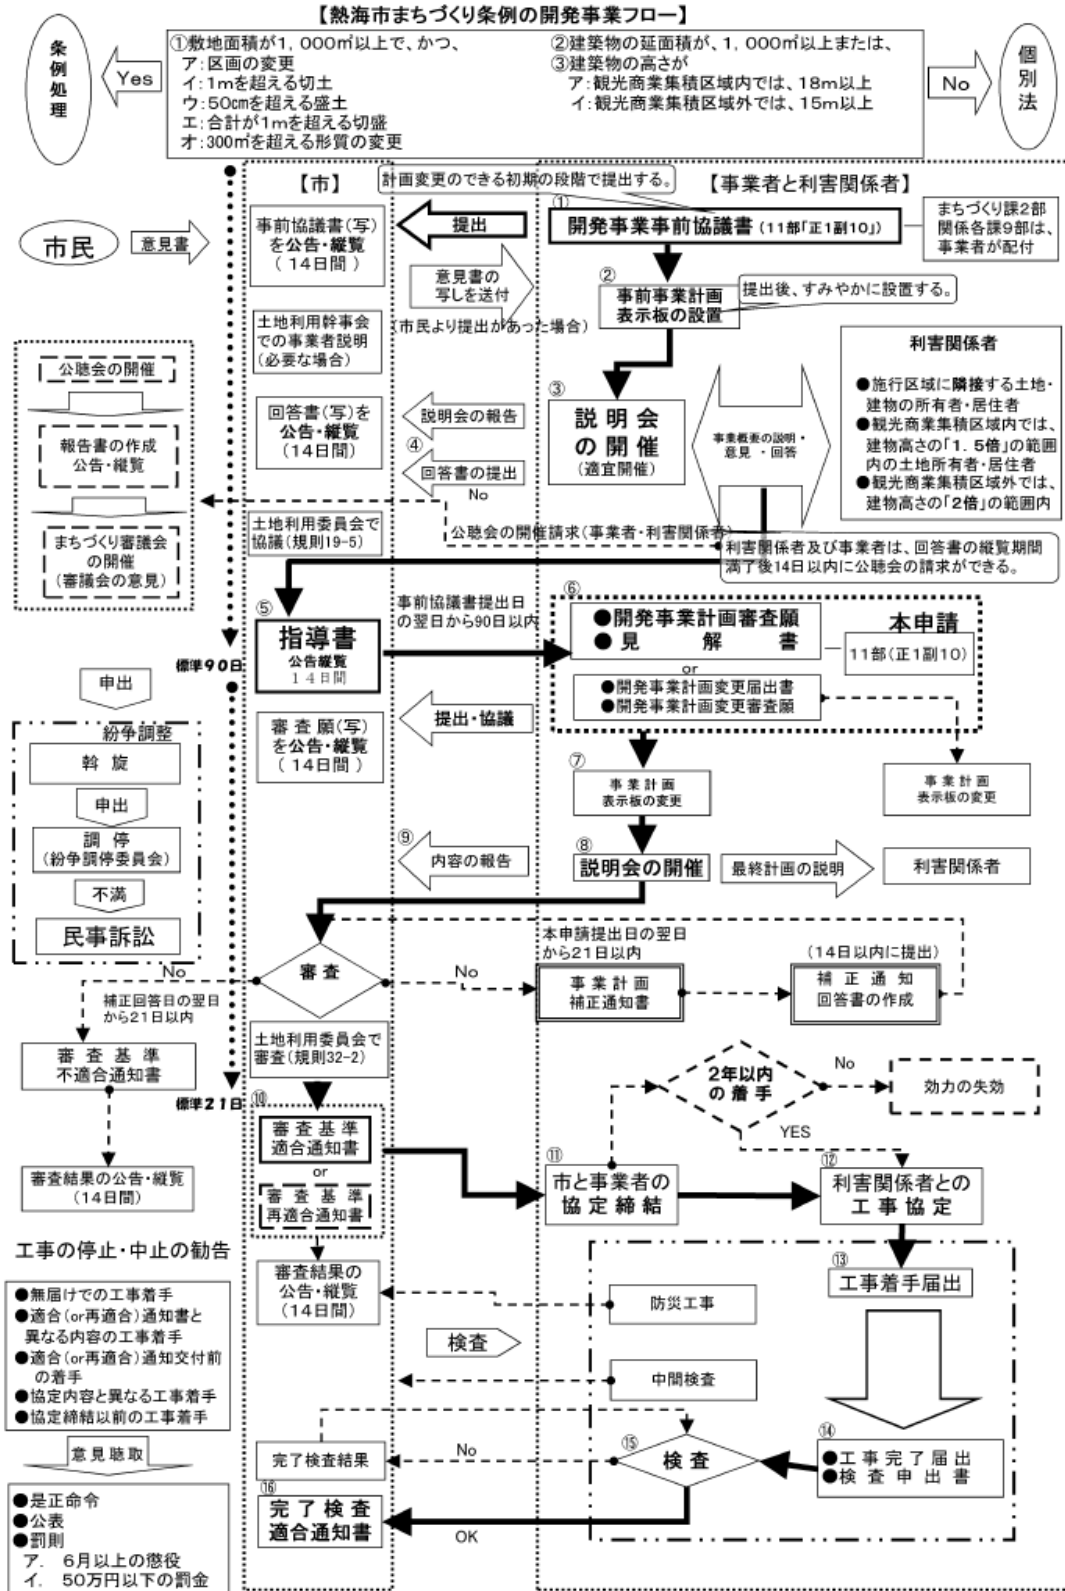 【熱海市まちづくり条例の開発事業フロー】
条例処理
Yes
①敷地面積が1,000㎡以上で、かつ、
ア:区画の変更
イ:1mを超える切土
ウ:50cmを超える盛土
エ:合計が1mを超える切盛
オ:300㎡を超える形質の変更
②建築物の延面積が、1,000㎡以上または、
③建築物の高さが
ア:観光商業集積区域内では、18m以上
イ:観光商業集積区域外では、15m以上
No
個別法
【市】
計画変更のできる初期の段階で提出する。
【事業者と利害関係者】
市民
意見書
事前協議書(写)
を公告・縦覧
(14日間)
提出
①
開発事業事前協議書(11部「正1副10」)
まちづくり課2部
関係各課9部は、
事業者が配付
意見書の
写しを送付
(市民より提出があった場合)
②
事前事業計画
表示板の設置
提出後、すみやかに設置する。
土地利用幹事会
での事業者説明
(必要な場合)
公聴会の開催
報告書の作成
公告・縦覧
まちづくり審議会
の開催
(審議会の意見)
回答書(写)を
公告・縦覧
(14日間)
説明会の報告
④
回答書の提出
No
③
説明会
の開催
(適宜開催)
事業概要の説明・
意見・回答
利害関係者
●施行区域に隣接する土地・
建物の所有者・居住者
●観光商業集積区域内では、
建物高さの「1.5倍」の範囲
内の土地所有者・居住者
●観光商業集積区域外では、
建物高さの「2倍」の範囲内
土地利用委員会で
協議(規則19-5)
公聴会の開催請求(事業者・利害関係者)
利害関係者及び事業者は、回答書の縦覧期間
満了後14日以内に公聴会の請求ができる。
⑤
指導書
公告縦覧
14日間
標準90日
事前協議書提出日
の翌日から90日以内
⑥
●開発事業計画審査願
●見解書
本申請
11部(正1副10)
or
●開発事業計画変更届出書
●開発事業計画変更審査願
申出
紛争調整
斡旋
申出
調停
(紛争調停委員会)
不満
民事訴訟
審査願(写)
を公告・縦覧
(14日間)
提出・協議
⑦
事業計画
表示板の変更
事業計画
表示板の変更
⑨
内容の報告
⑧
説明会の開催
最終計画の説明
利害関係者
審査
No
No
本申請提出日の翌日
から21日以内
事業計画
補正通知書
(14日以内に提出)
補正通知
回答書の作成
補正回答日の翌日
から21日以内
審査基準
不適合通知書
審査結果の公告・縦覧
(14日間)
土地利用委員会で
審査(規則32-2)
標準21日
⑩
審査基準
適合通知書
or
審査基準
再適合通知書
審査結果の
公告・縦覧
(14日間)
2年以内
の着手
No
効力の失効
YES
⑪
市と事業者の
協定締結
⑫
利害関係者との
工事協定
⑬
工事着手届出
防災工事
検査
中間検査
⑭
●工事完了届出
●検査申出書
⑮
検査
No
完了検査結果
⑯
完了検査
適合通知書
OK
工事の停止・中止の勧告
●無届けでの工事着手
●適合(or再適合)通知書と
異なる内容の工事着手
●適合(or再適合)通知交付前
の着手
●協定内容と異なる工事着手
●協定締結以前の工事着手
意見聴取
●是正命令
●公表
●罰則
ア. 6月以上の懲役
イ. 50万円以下の罰金